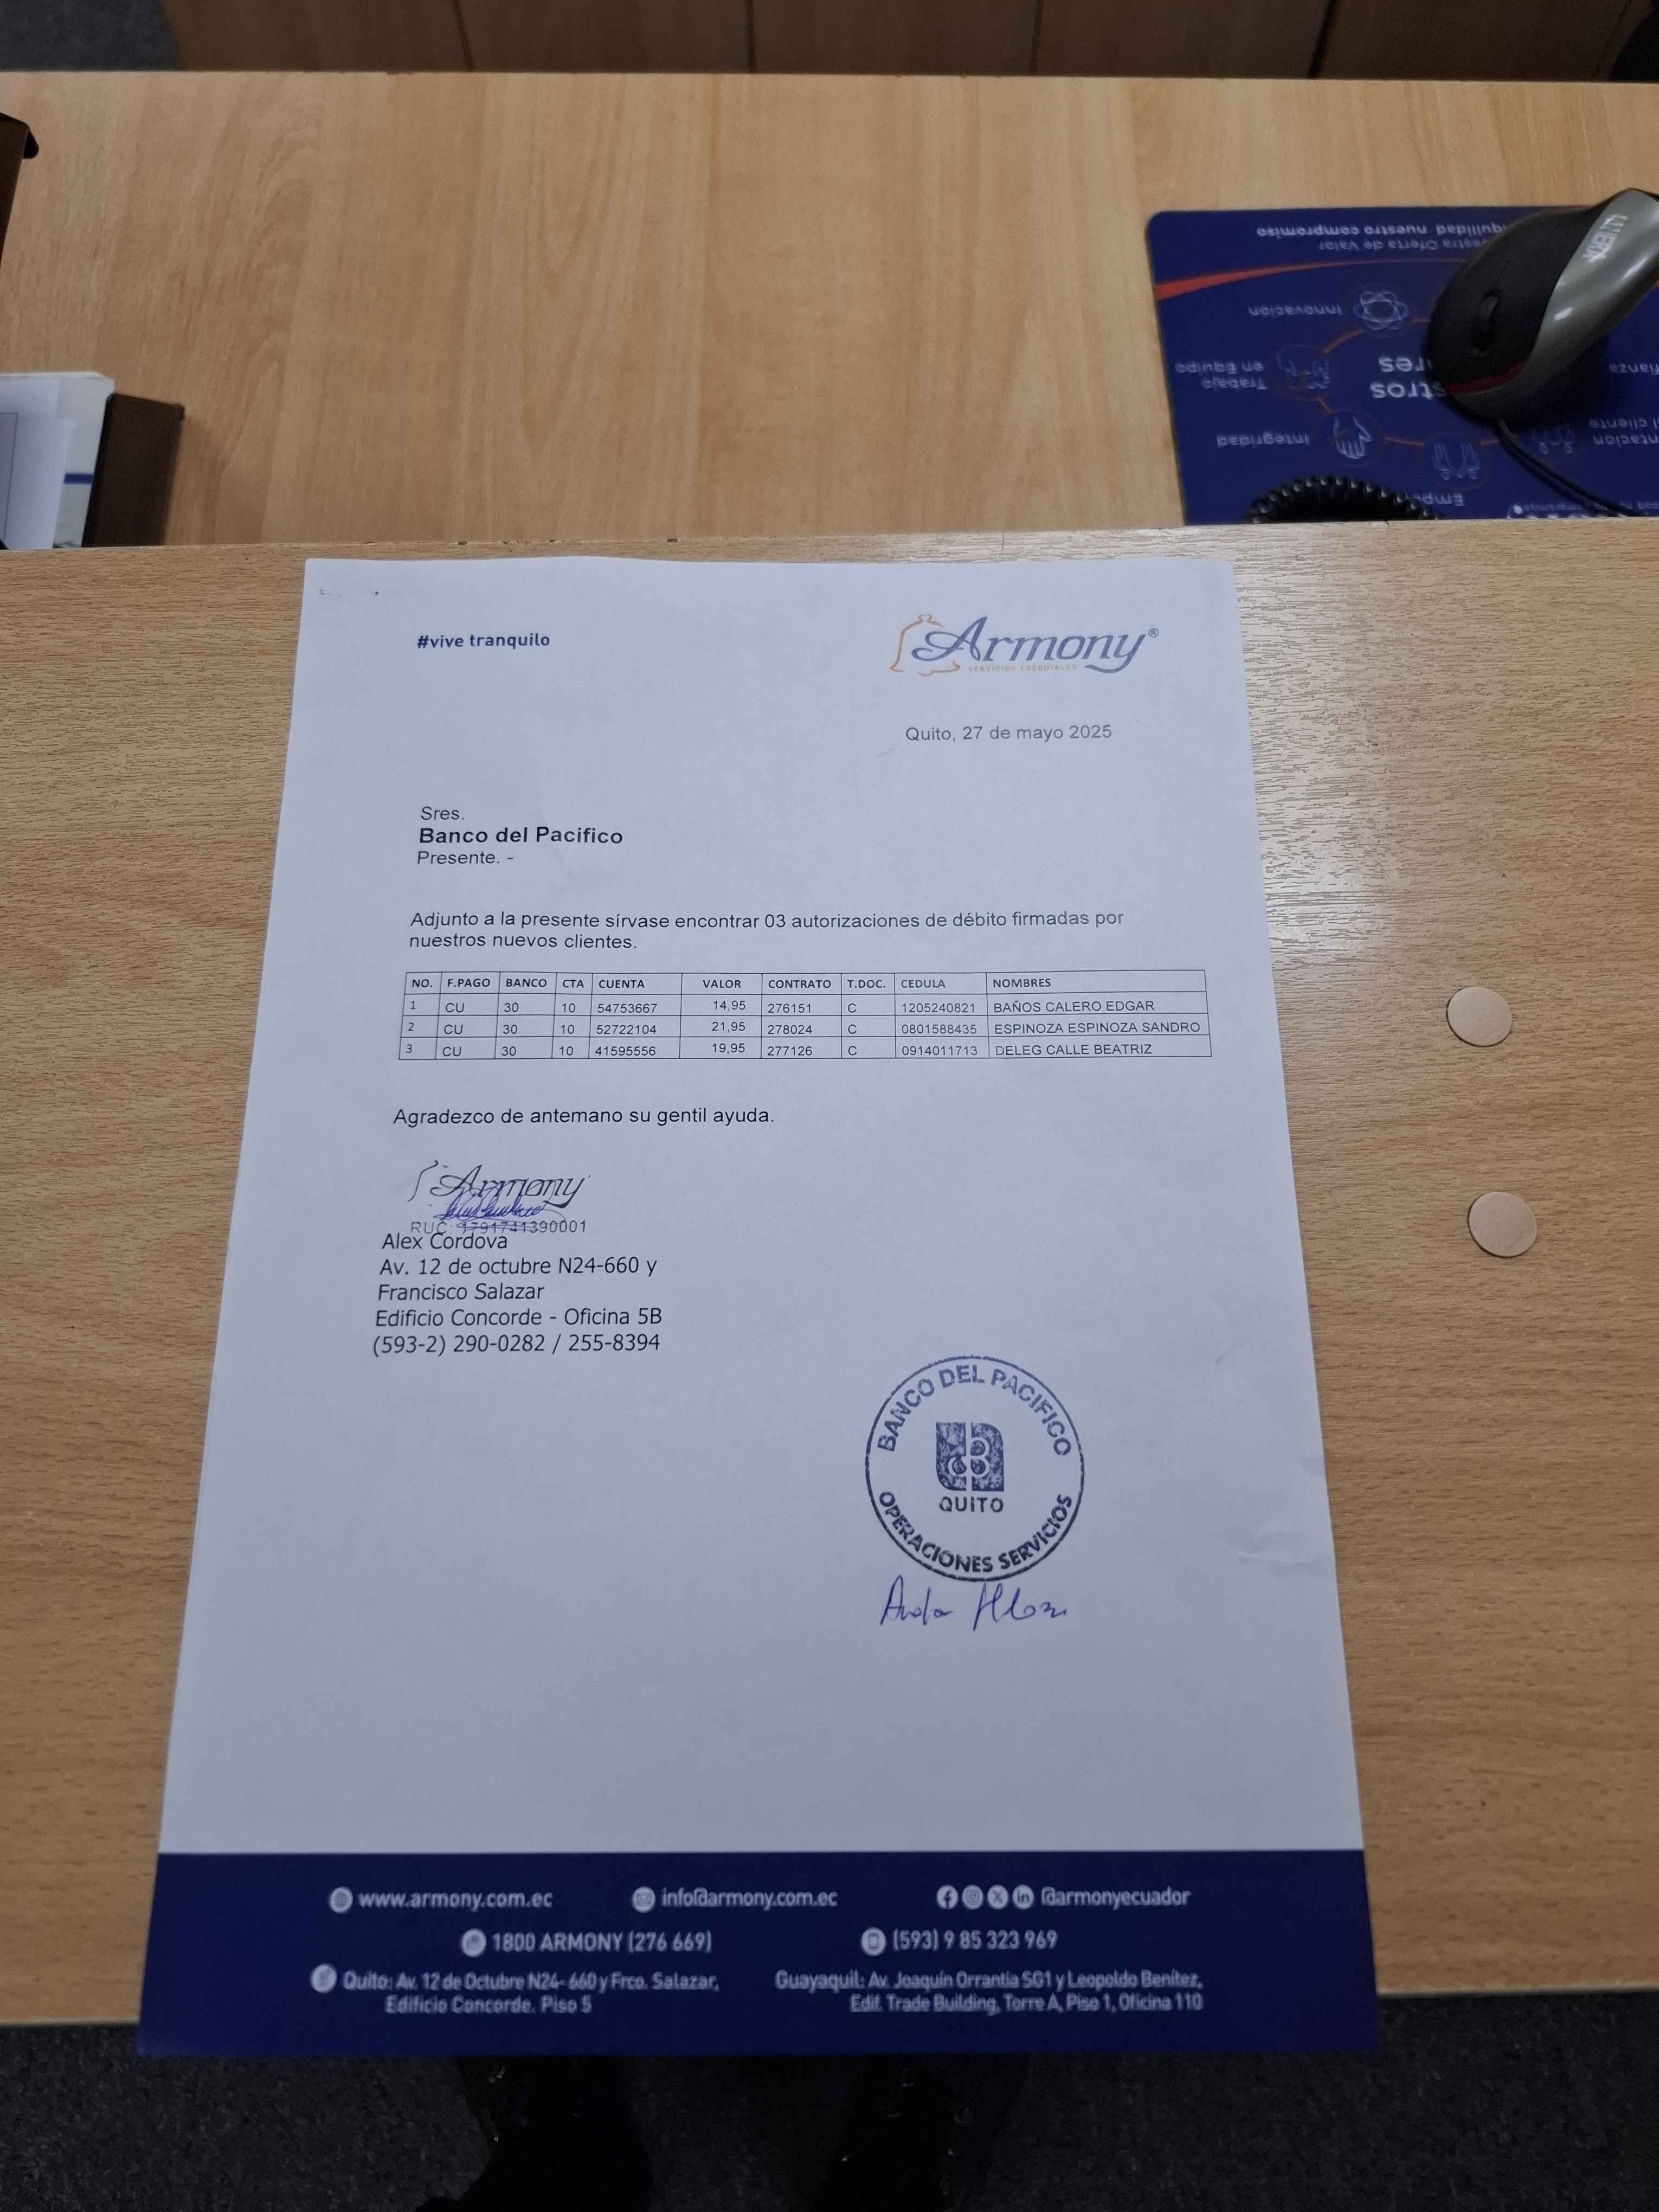 #vive tranquilo
Armony®
SERVICIOS EXEQUIALES
Quito, 27 de mayo 2025
Sres.
Banco del Pacifico
Presente. -
Adjunto a la presente sírvase encontrar 03 autorizaciones de débito firmadas por
nuestros nuevos clientes.
NO. F.PAGO BANCO CTA CUENTA VALOR CONTRATO T.DOC. CEDULA NOMBRES
1 CU 30 10 54753667 14,95 276151 C 1205240821 BAÑOS CALERO EDGAR
2 CU 30 10 52722104 21,95 278024 C 0801588435 ESPINOZA ESPINOZA SANDRO
3 CU 30 10 41595556 19,95 277126 C 0914011713 DELEG CALLE BEATRIZ
Agradezco de antemano su gentil ayuda.
Armony
RUC: 1791741390001
Alex Cordova
Av. 12 de octubre N24-660 y
Francisco Salazar
Edificio Concorde - Oficina 5B
(593-2) 290-0282 / 255-8394
BANCO DEL PACIFICO
QUITO
OPERACIONES SERVICIOS
www.armony.com.ec info@armony.com.ec @armonyecuador
1800 ARMONY (276 669) (593) 9 85 323 969
Quito: Av. 12 de Octubre N24- 660 y Frco. Salazar,
Edificio Concorde. Piso 5
Guayaquil: Av. Joaquín Orrantia SG1 y Leopoldo Benítez,
Edif. Trade Building, Torre A, Piso 1, Oficina 110
Innovación
Trabajo
en Equipo
Integridad